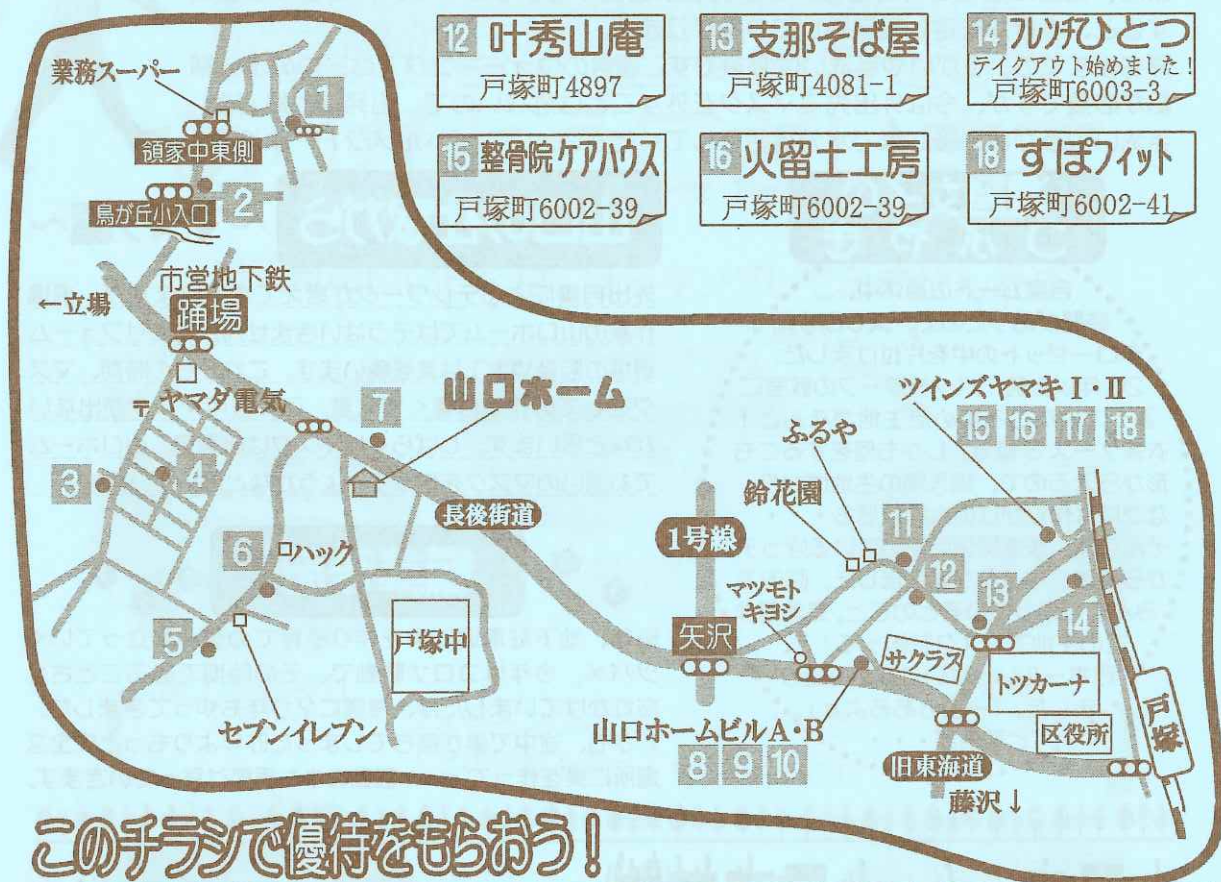 12 叶秀山庵
戸塚町4897
13 支那そば屋
戸塚町4081-1
14 フレンチひとつ
テイクアウト始めました！
戸塚町6003-3
15 整骨院 ケアハウス
戸塚町6002-39
16 火留土工房
戸塚町6002-39
18 すぽフィット
戸塚町6002-41
業務スーパー
1
領家中東側
2
鳥が丘小入口
市営地下鉄
←立場
踊場
〒 ヤマダ電気
7
山口ホーム
3
4
長後街道
6
ハック
5
戸塚中
セブンイレブン
ツインズヤマキ Ⅰ・Ⅱ
15 16 17 18
ふるや
鈴花園
11
1号線
12
マツモト
キヨシ
13
14
矢沢
サクラス
トツカーナ
戸塚
山口ホームビル A・B
8 9 10
区役所
旧東海道
藤沢↓
このチラシで優待をもらおう！